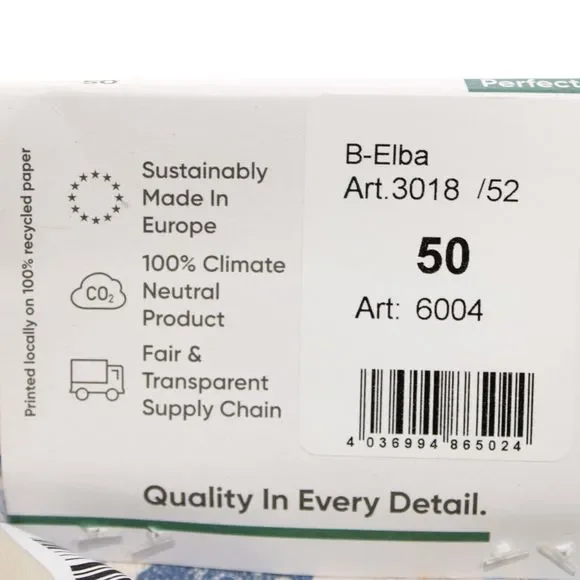 50
Perfect
Printed locally on 100% recycled paper
Sustainably
Made In
Europe
100% Climate
Neutral
Product
CO₂
Fair &
Transparent
Supply Chain
B-Elba
Art.3018 /52
50
Art: 6004
4 036994 865024
Quality In Every Detail.